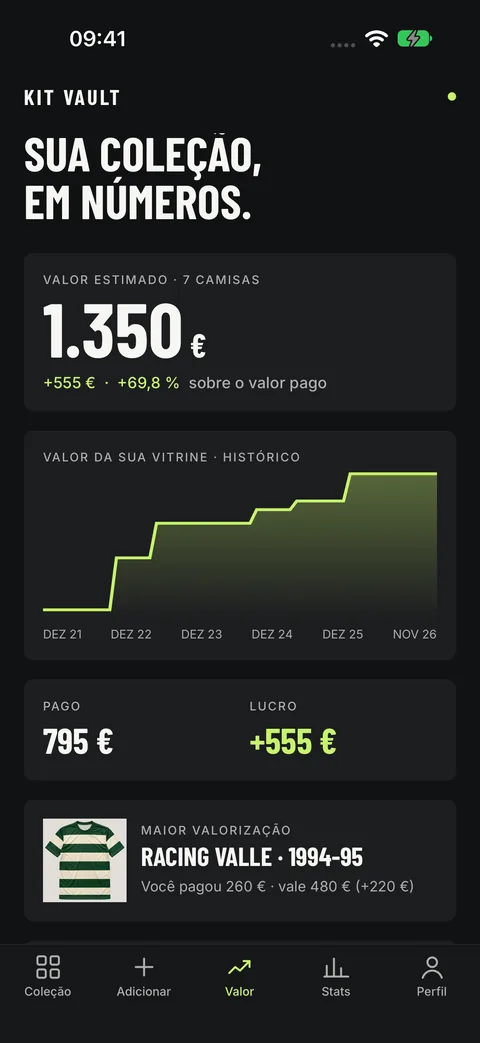 09:41
KIT VAULT
SUA COLEÇÃO,
EM NÚMEROS.
VALOR ESTIMADO · 7 CAMISAS
1.350 €
+555 € · +69,8 % sobre o valor pago
VALOR DA SUA VITRINE · HISTÓRICO
DEZ 21 DEZ 22 DEZ 23 DEZ 24 DEZ 25 NOV 26
PAGO LUCRO
795 € +555 €
MAIOR VALORIZAÇÃO
RACING VALLE · 1994-95
Você pagou 260 € · vale 480 € (+220 €)
Coleção Adicionar Valor Stats Perfil